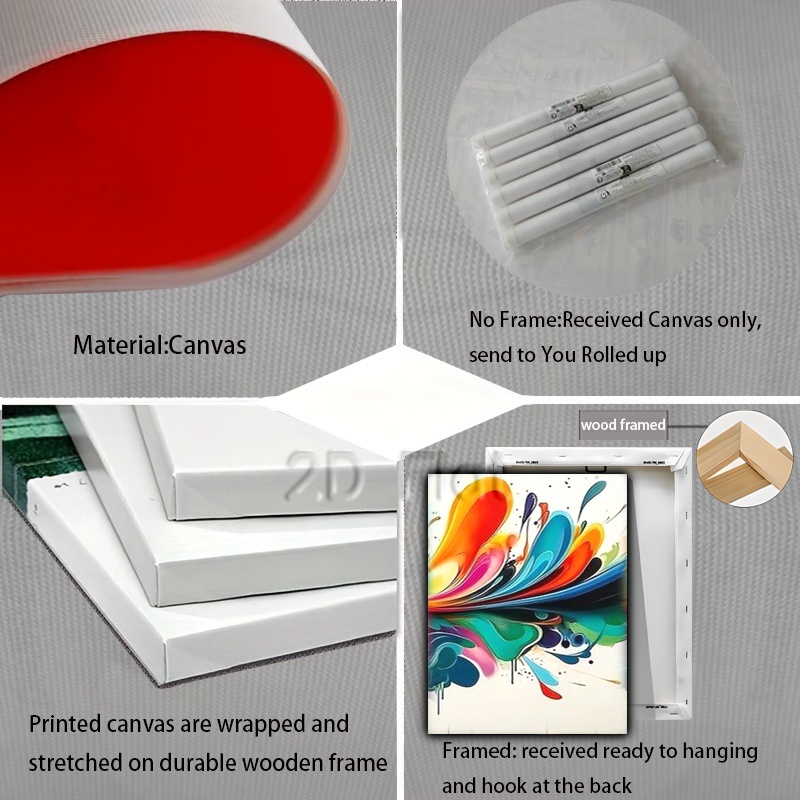 Material:Canvas
No Frame:Received Canvas only,
send to You Rolled up
2.D
wood framed
Printed canvas are wrapped and
stretched on durable wooden frame
Framed: received ready to hanging
and hook at the back